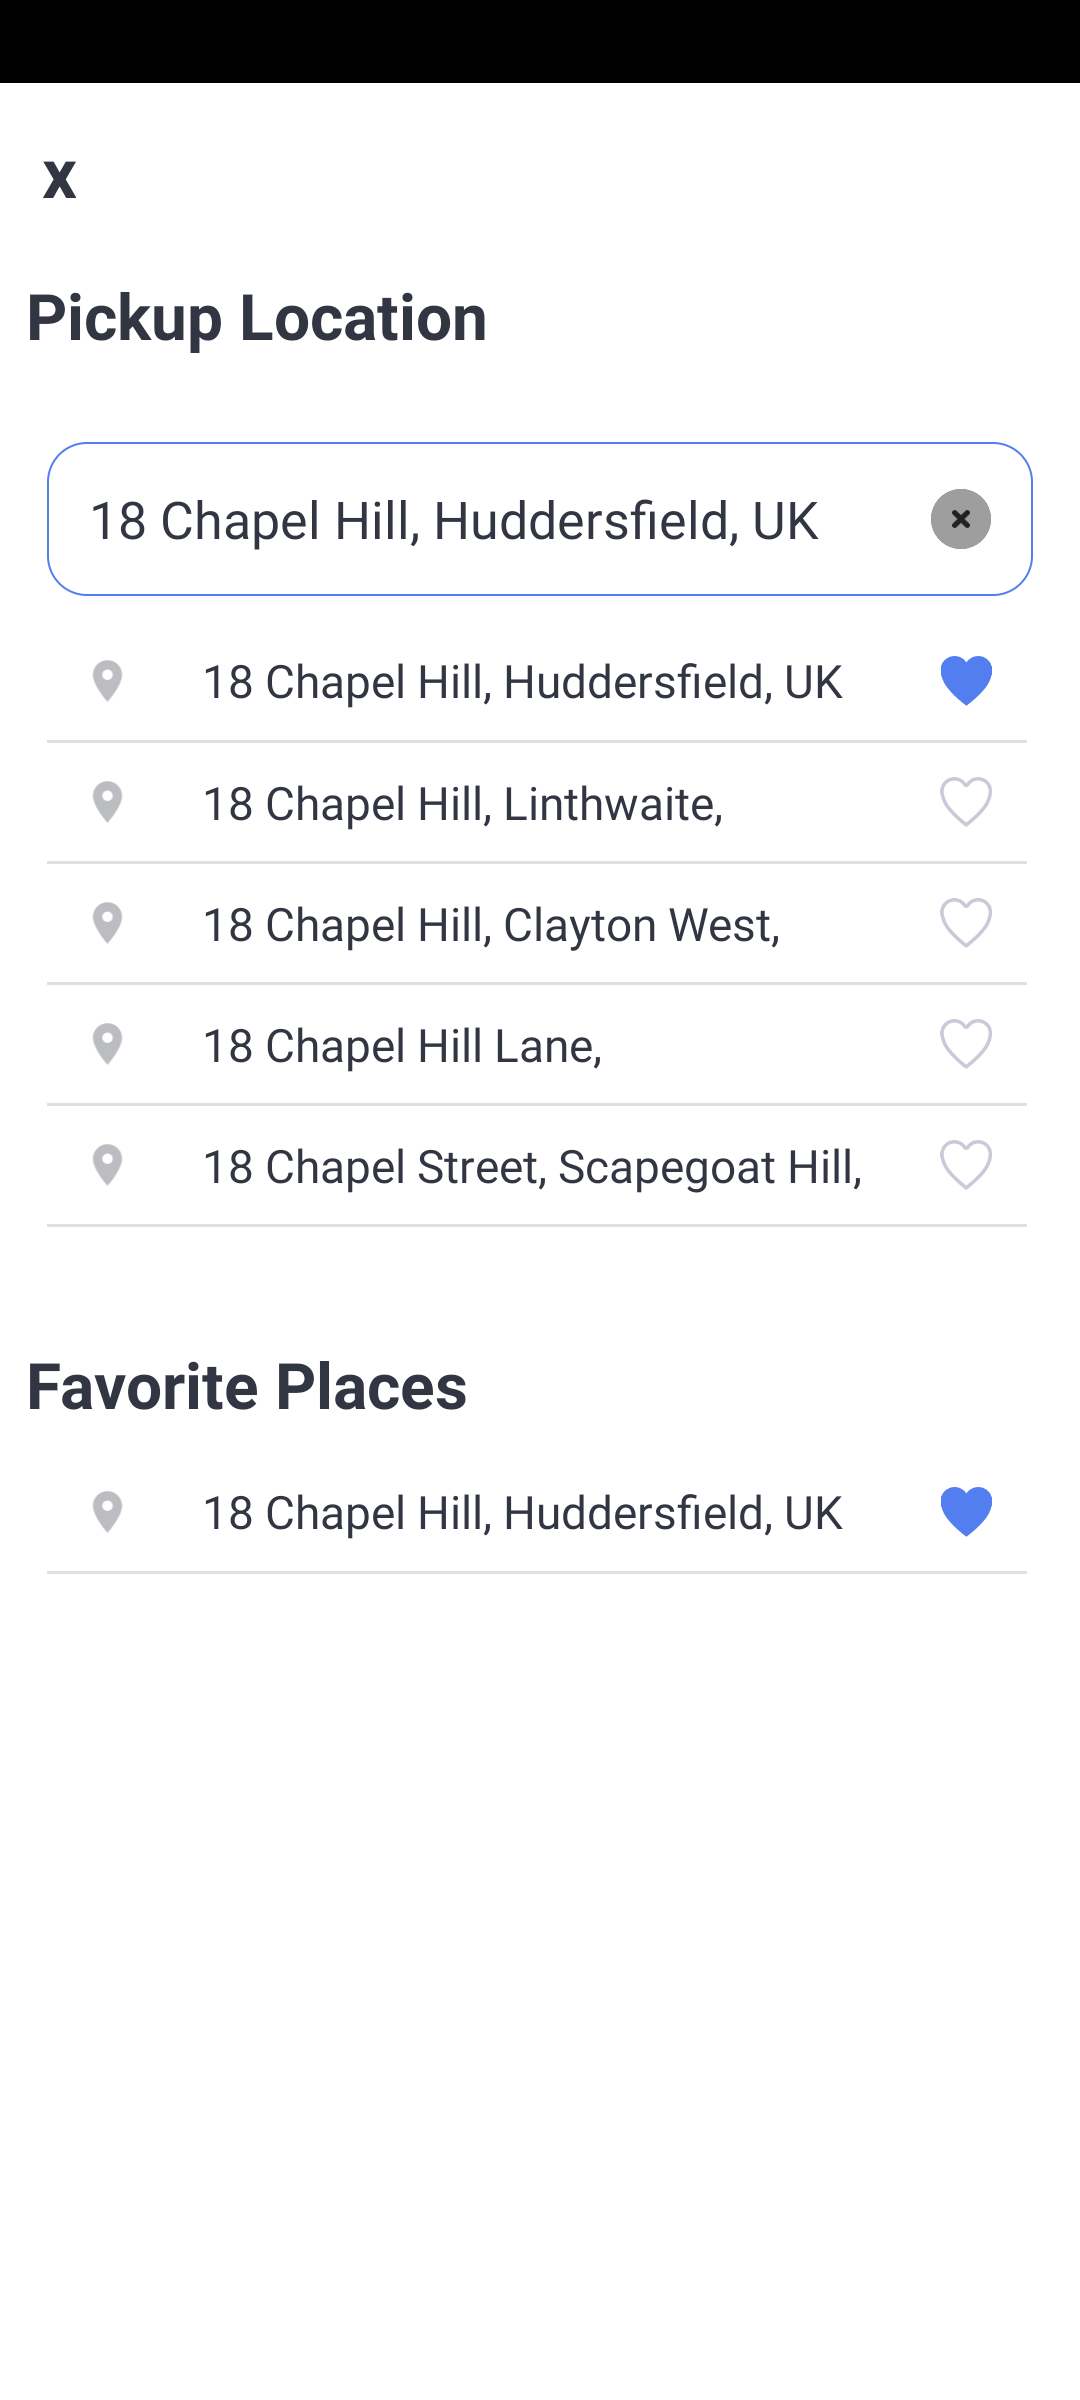 x
Pickup Location
18 Chapel Hill, Huddersfield, UK
18 Chapel Hill, Huddersfield, UK
18 Chapel Hill, Linthwaite,
18 Chapel Hill, Clayton West,
18 Chapel Hill Lane,
18 Chapel Street, Scapegoat Hill,
Favorite Places
18 Chapel Hill, Huddersfield, UK